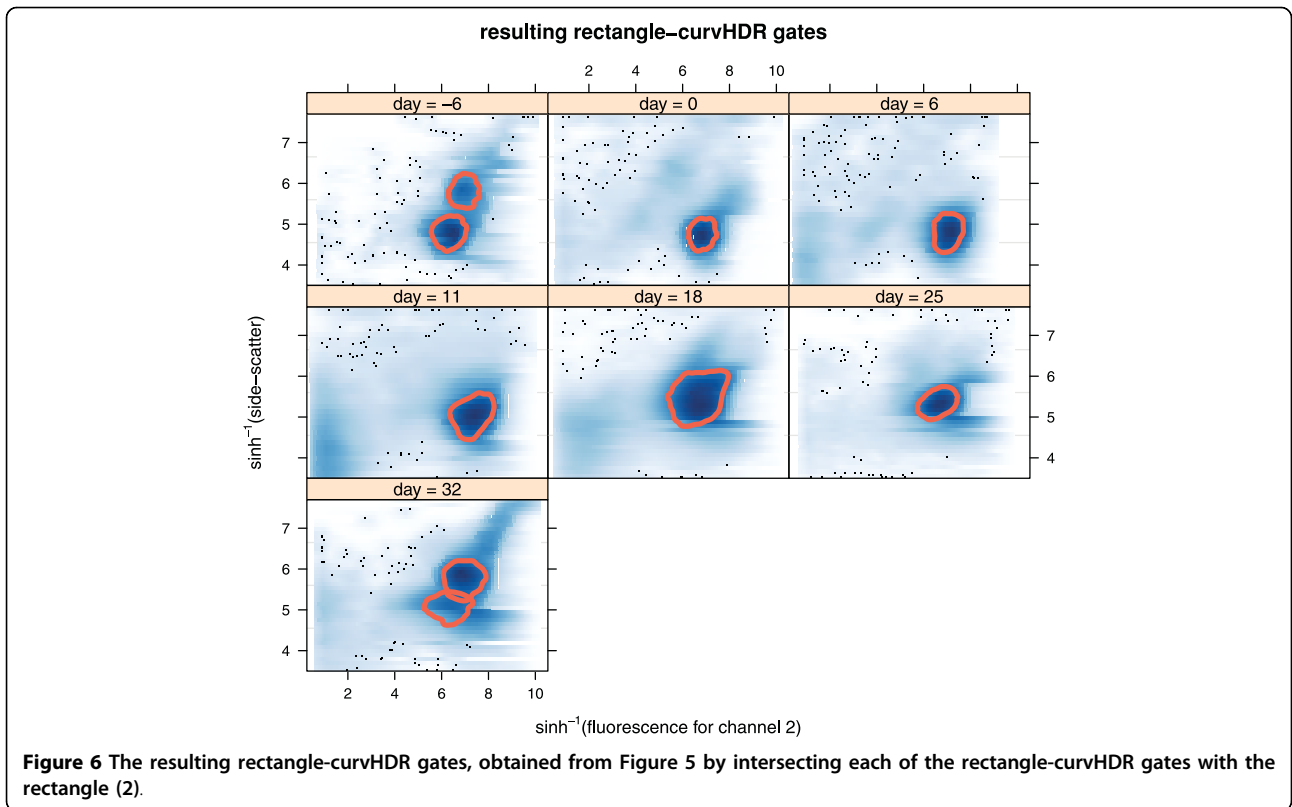 resulting rectangle–curvHDR gates
2 4 6 8 10
day = –6 day = 0 day = 6
7
6
5
4
day = 11 day = 18 day = 25
7
6
5
4
sinh⁻¹(side–scatter)
day = 32
7
6
5
4
2 4 6 8 10
sinh⁻¹(fluorescence for channel 2)
Figure 6 The resulting rectangle-curvHDR gates, obtained from Figure 5 by intersecting each of the rectangle-curvHDR gates with the
rectangle (2).